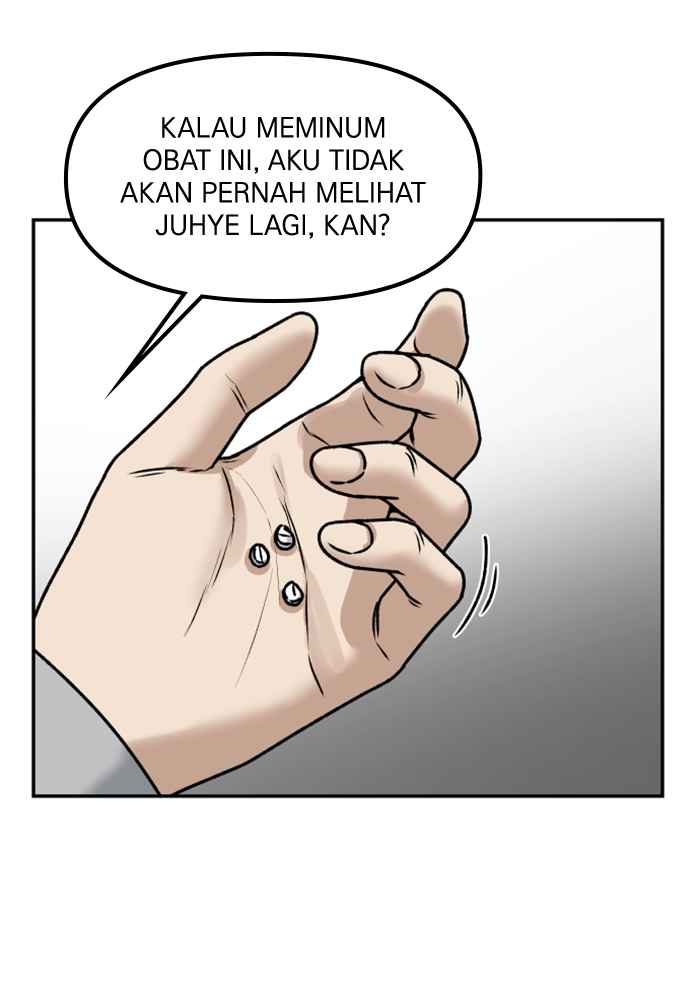 KALAU MEMINUM
OBAT INI, AKU TIDAK
AKAN PERNAH MELIHAT
JUHYE LAGI, KAN?